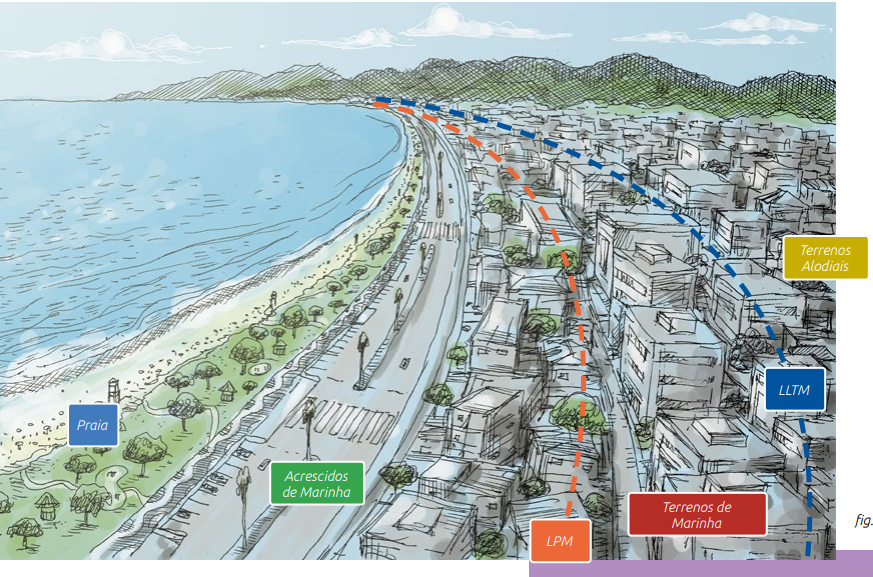 Terrenos
Alodiais
LLTM
Praia
Acrescidos
de Marinha
Terrenos de
Marinha
LPM
fig.